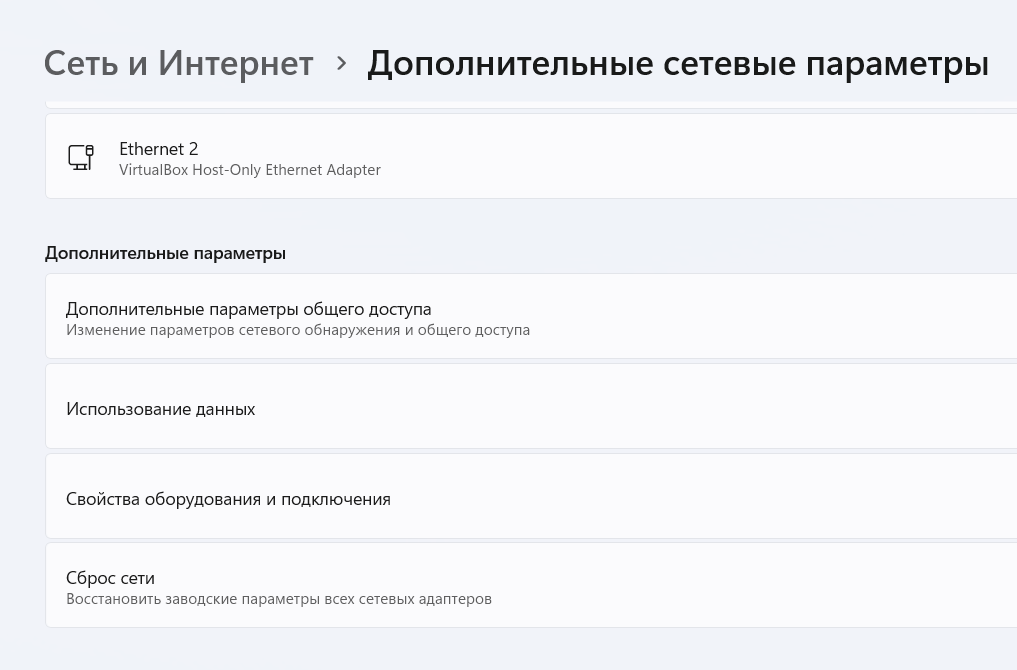 Сеть и Интернет > Дополнительные сетевые параметры
Ethernet 2
VirtualBox Host-Only Ethernet Adapter
Дополнительные параметры
Дополнительные параметры общего доступа
Изменение параметров сетевого обнаружения и общего доступа
Использование данных
Свойства оборудования и подключения
Сброс сети
Восстановить заводские параметры всех сетевых адаптеров